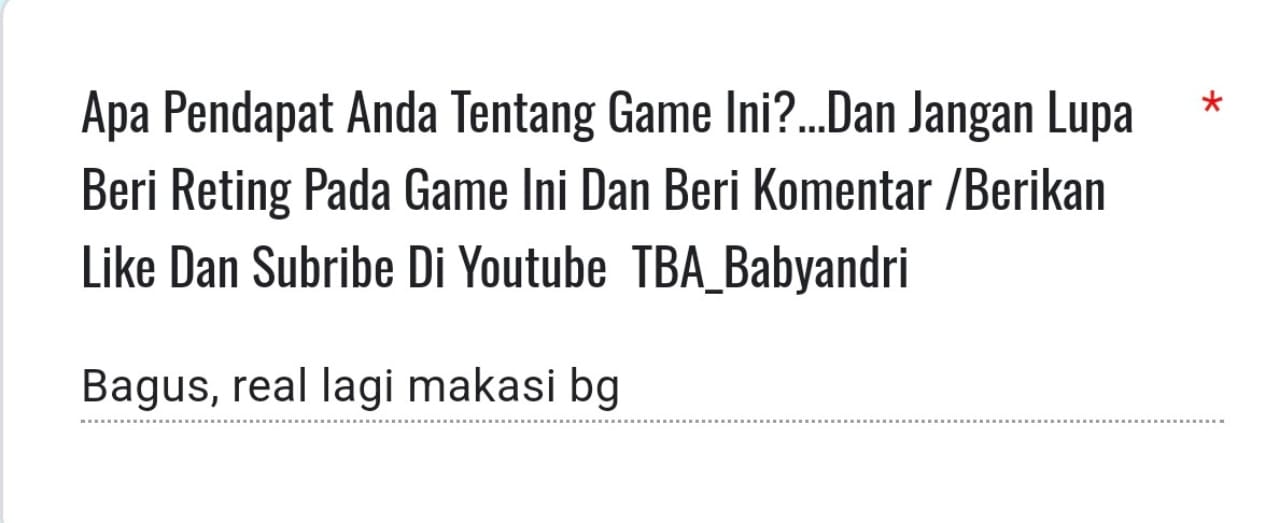 Apa Pendapat Anda Tentang Game Ini?...Dan Jangan Lupa *
Beri Reting Pada Game Ini Dan Beri Komentar /Berikan
Like Dan Subribe Di Youtube  TBA_Babyandri
Bagus, real lagi makasi bg